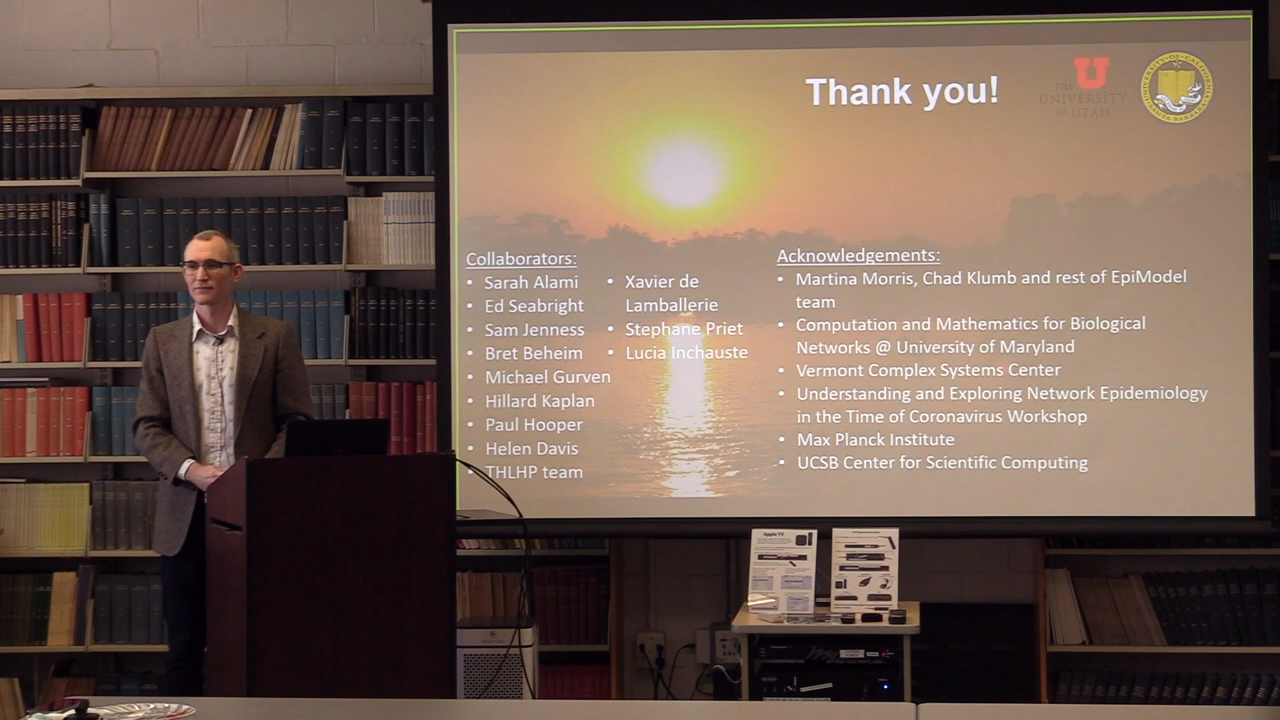 Thank you!
U
THE
UNIVERSITY
OF UTAH
Collaborators:
• Sarah Alami
• Ed Seabright
• Sam Jenness
• Bret Beheim
• Michael Gurven
• Hillard Kaplan
• Paul Hooper
• Helen Davis
• THLHP team
• Xavier de
Lamballerie
• Stephane Priet
• Lucia Inchauste
Acknowledgements:
• Martina Morris, Chad Klumb and rest of EpiModel
team
• Computation and Mathematics for Biological
Networks @ University of Maryland
• Vermont Complex Systems Center
• Understanding and Exploring Network Epidemiology
in the Time of Coronavirus Workshop
• Max Planck Institute
• UCSB Center for Scientific Computing
Apple TV